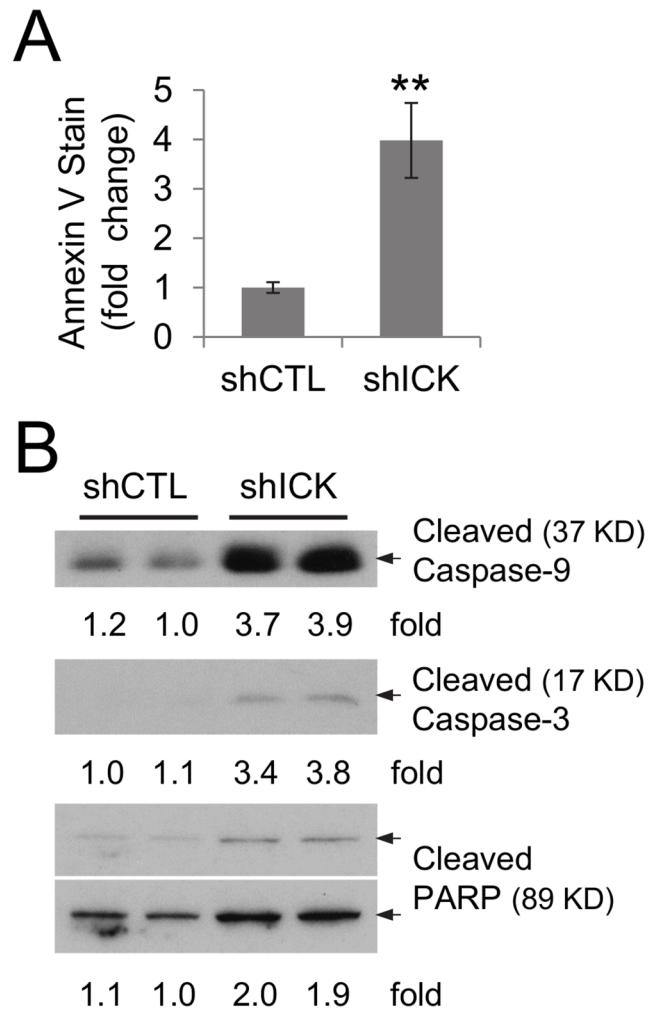 A
Annexin V Stain
(fold change)
5
4
3
2
1
0
**
shCTL shICK
B
shCTL shICK
Cleaved (37 KD)
Caspase-9
1.2 1.0 3.7 3.9 fold
Cleaved (17 KD)
Caspase-3
1.0 1.1 3.4 3.8 fold
Cleaved
PARP (89 KD)
1.1 1.0 2.0 1.9 fold